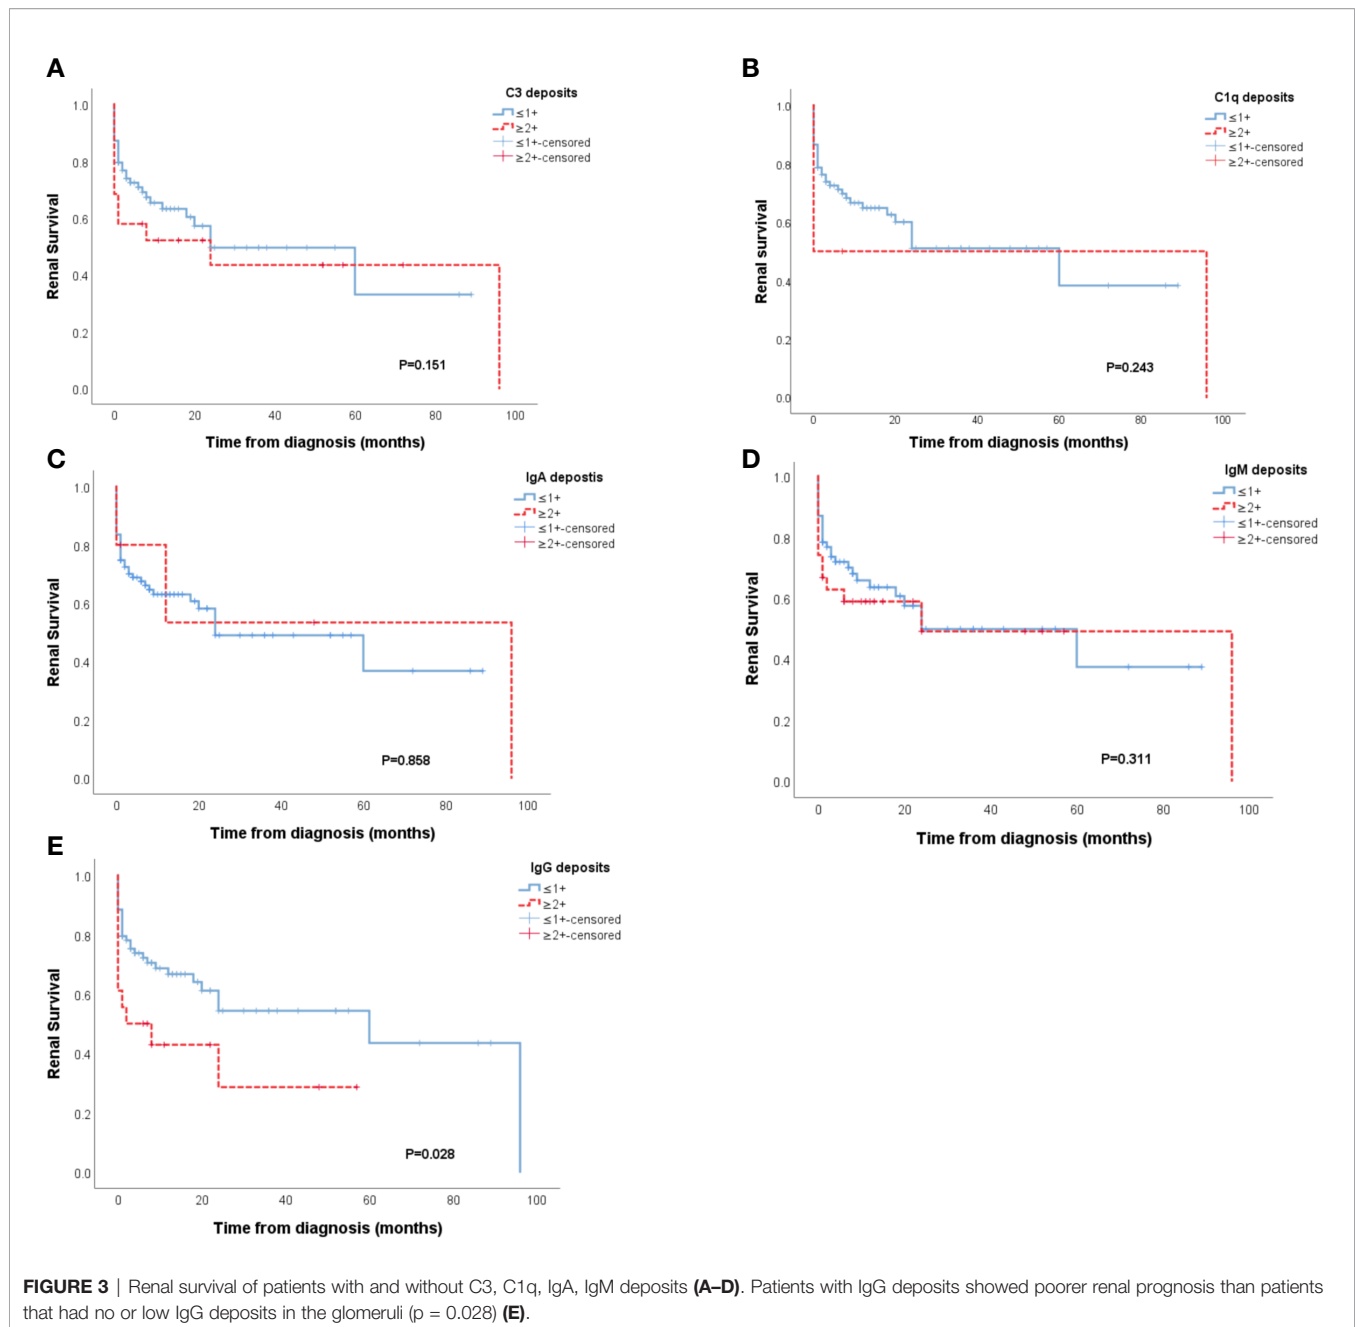 A
C3 deposits
≤1+
≥2+
≤1+-censored
≥2+-censored
Renal Survival
1.0
0.8
0.6
0.4
0.2
0.0
P=0.151
0 20 40 60 80 100
Time from diagnosis (months)
B
C1q deposits
≤1+
≥2+
≤1+-censored
≥2+-censored
Renal survival
1.0
0.8
0.6
0.4
0.2
0.0
P=0.243
0 20 40 60 80 100
Time from diagnosis (months)
C
IgA depostis
≤1+
≥2+
≤1+-censored
≥2+-censored
Renal Survival
1.0
0.8
0.6
0.4
0.2
0.0
P=0.858
0 20 40 60 80 100
Time from diagnosis (months)
D
IgM deposits
≤1+
≥2+
≤1+-censored
≥2+-censored
Renal Survival
1.0
0.8
0.6
0.4
0.2
0.0
P=0.311
0 20 40 60 80 100
Time from diagnosis (months)
E
IgG deposits
≤1+
≥2+
≤1+-censored
≥2+-censored
Renal Survival
1.0
0.8
0.6
0.4
0.2
0.0
P=0.028
0 20 40 60 80 100
Time from diagnosis (months)
FIGURE 3 | Renal survival of patients with and without C3, C1q, IgA, IgM deposits (A–D). Patients with IgG deposits showed poorer renal prognosis than patients
that had no or low IgG deposits in the glomeruli (p = 0.028) (E).